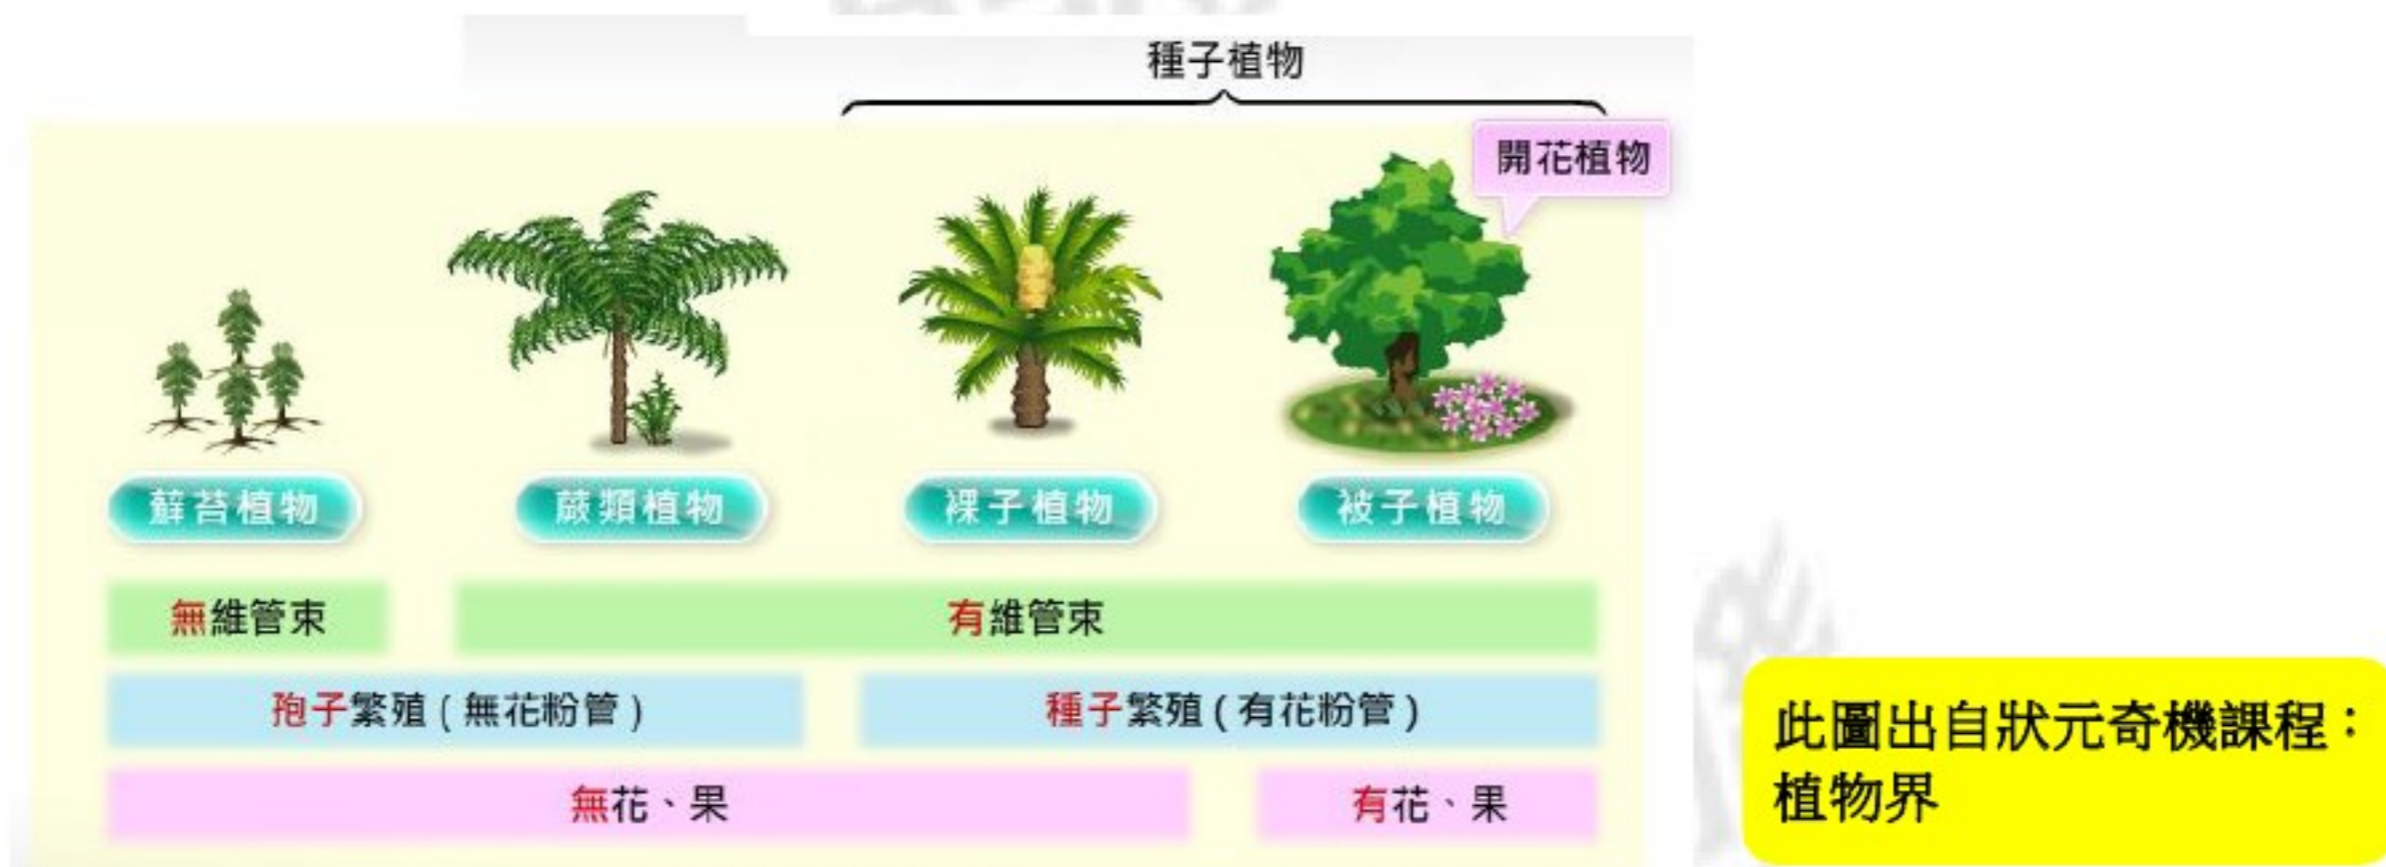 種子植物
開花植物
蘚苔植物
蕨類植物
裸子植物
被子植物
無維管束
有維管束
孢子繁殖(無花粉管)
種子繁殖(有花粉管)
無花、果
有花、果
此圖出自狀元奇機課程：
植物界